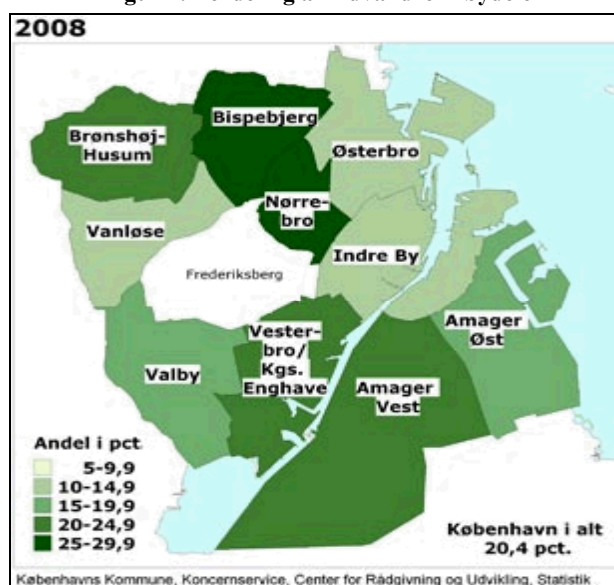 2008
Bispebjerg
Brønshøj-
Husum
Østerbro
Nørre-
bro
Vanløse
Indre By
Frederiksberg
Amager
Øst
Vester-
bro/
Kgs.
Enghave
Valby
Amager
Vest
Andel i pct
5-9,9
10-14,9
15-19,9
20-24,9
25-29,9
København i alt
20,4 pct.
Københavns Kommune, Koncernservice, Center for Rådgivning og Udvikling, Statistik